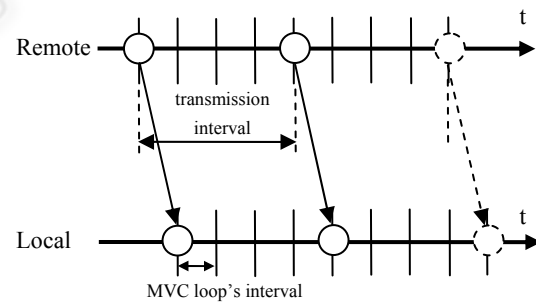 t
Remote
transmission
interval
t
Local
MVC loop's interval